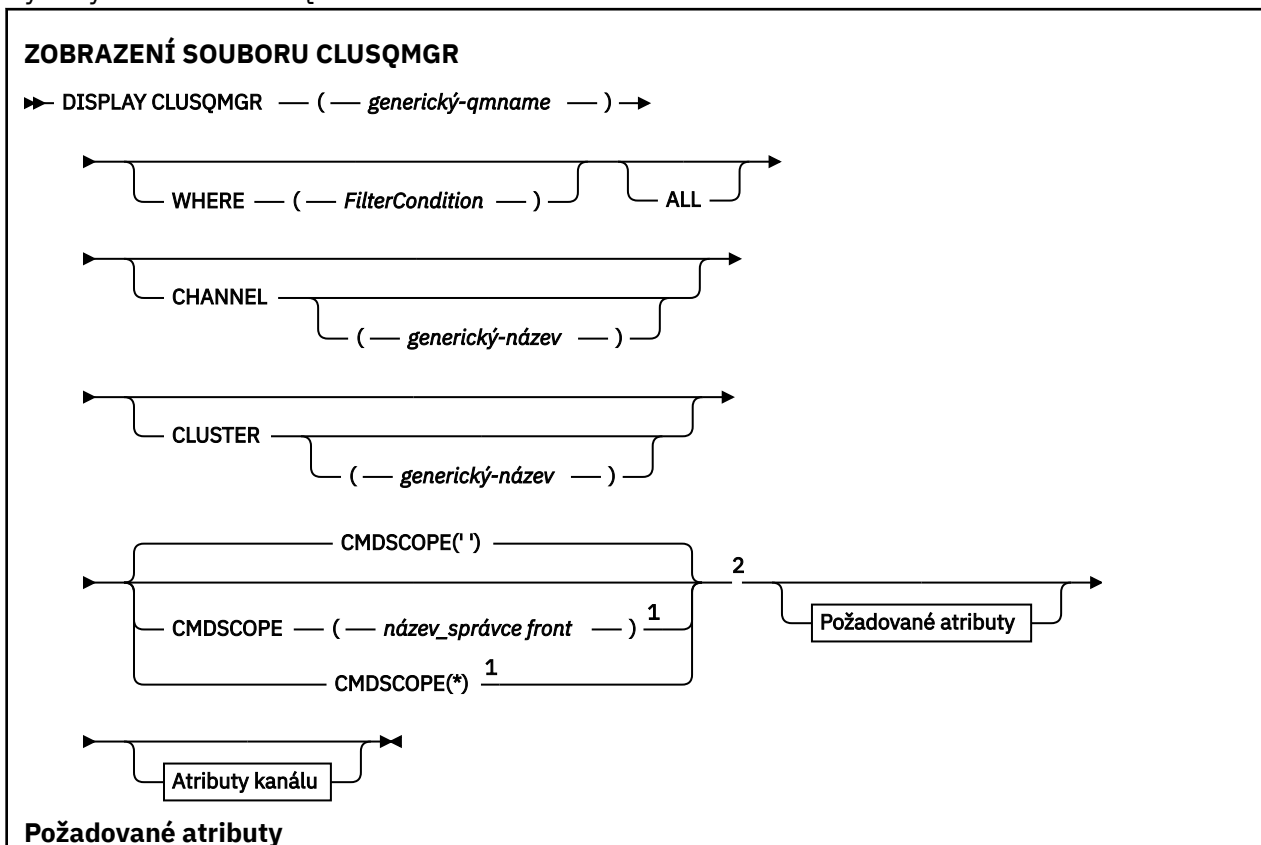 ZOBRAZENÍ SOUBORU CLUSQMGR
DISPLAY CLUSQMGR ( generický-qmname )
WHERE ( FilterCondition ) ALL
CHANNEL
( generický-název )
CLUSTER
( generický-název )
CMDSCOPE(' ')
2
CMDSCOPE ( název_správce front ) 1
Požadované atributy
CMDSCOPE(*) 1
Atributy kanálu
Požadované atributy